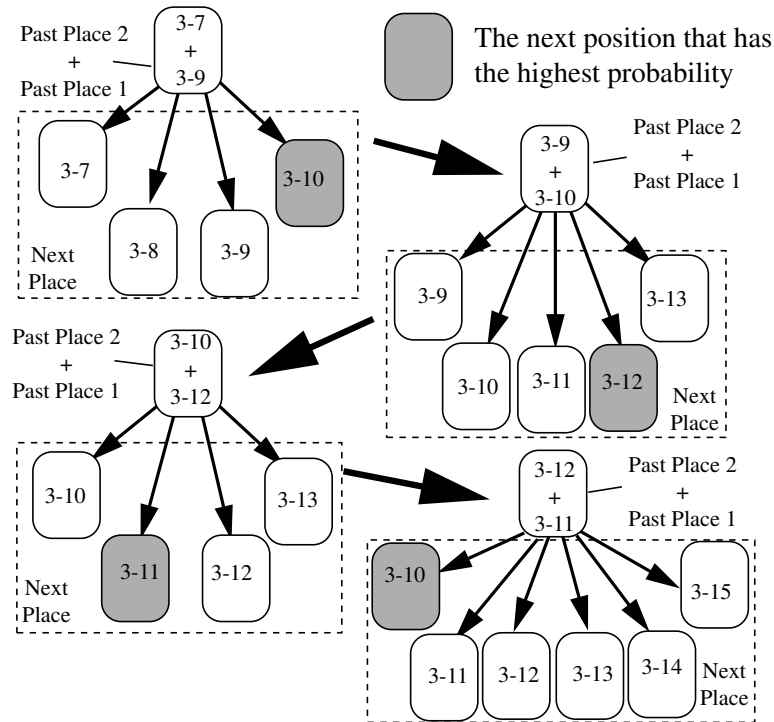 Past Place 2
+
Past Place 1
3-7
+
3-9
The next position that has
the highest probability
3-7
3-8
3-9
3-10
Next
Place
3-9
+
3-10
Past Place 2
+
Past Place 1
3-9
3-10
3-11
3-12
3-13
Next
Place
Past Place 2
+
Past Place 1
3-10
+
3-12
3-10
3-11
3-12
3-13
Next
Place
3-12
+
3-11
Past Place 2
+
Past Place 1
3-10
3-11
3-12
3-13
3-14
3-15
Next
Place